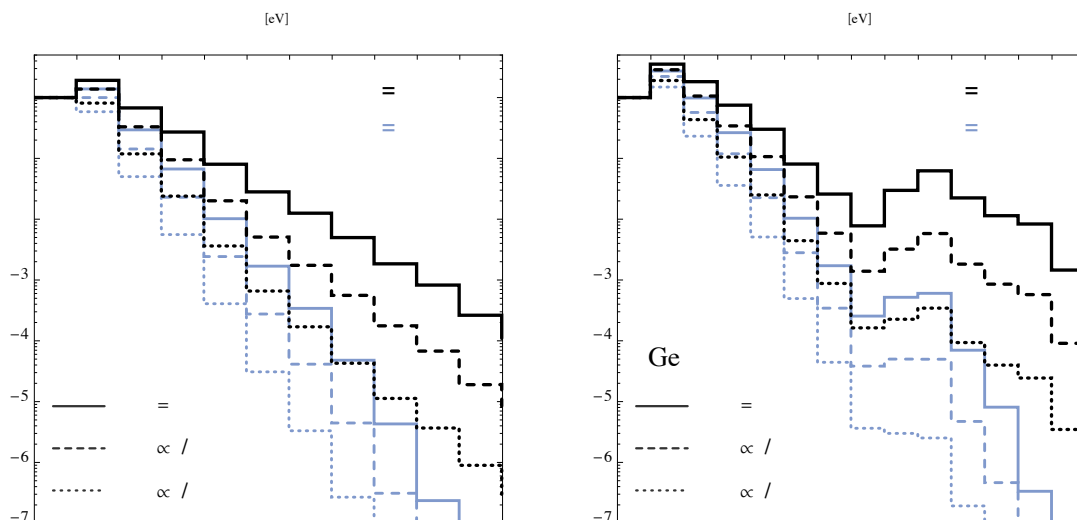 [eV] [eV]
= =
= =
−3 −3
−4 −4
Ge
−5 −5
= =
∝ / ∝ /
−6 −6
∝ / ∝ /
−7 −7